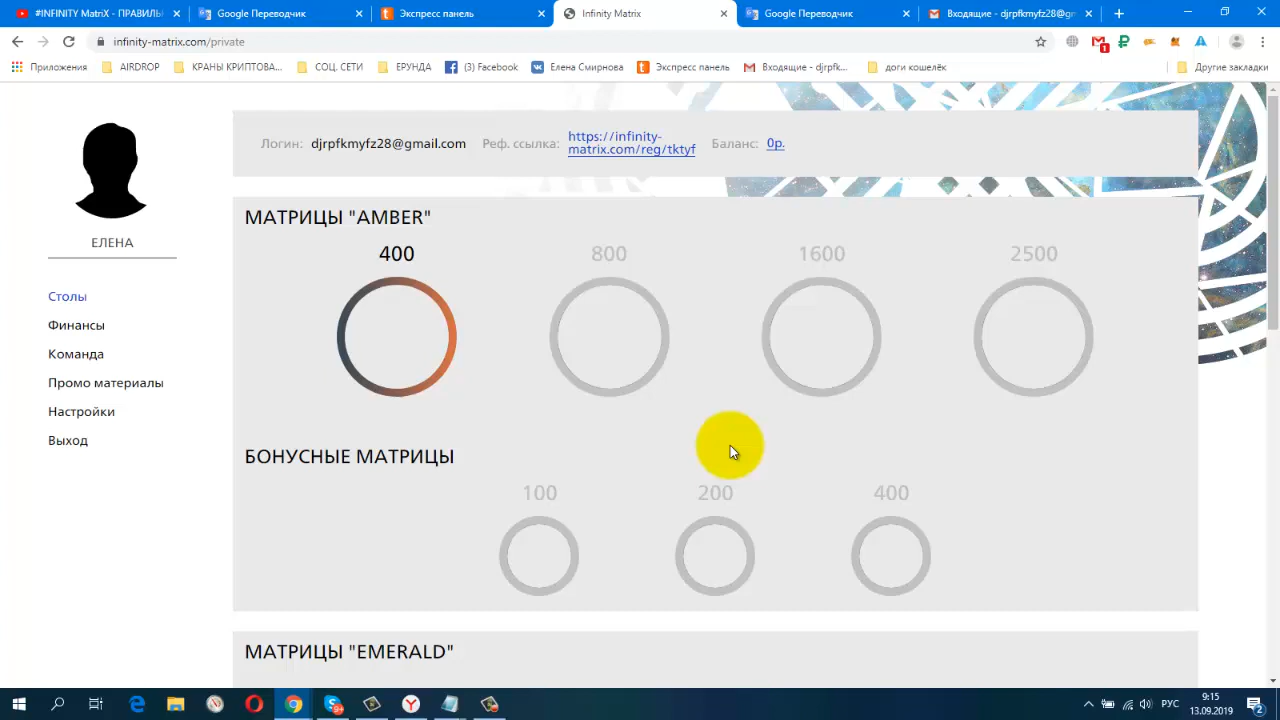 #INFINITY MatriX - ПРАВИЛЬ
Google Переводчик
Экспресс панель
Infinity Matrix
Google Переводчик
Входящие - djrpfkmyfz28@gm
infinity-matrix.com/private
Приложения
AIRDROP
КРАНЫ КРИПТОВА...
СОЦ. СЕТИ
ЕРУНДА
(3) Facebook
Елена Смирнова
Экспресс панель
Входящие - djrpfk...
доги кошелёк
Другие закладки
Логин: djrpfkmyfz28@gmail.com
Реф. ссылка:
https://infinity-
matrix.com/reg/tktyf
Баланс: 0р.
ЕЛЕНА
Столы
Финансы
Команда
Промо материалы
Настройки
Выход
МАТРИЦЫ "AMBER"
400
800
1600
2500
БОНУСНЫЕ МАТРИЦЫ
100
200
400
МАТРИЦЫ "EMERALD"
РУС
9:15
13.09.2019